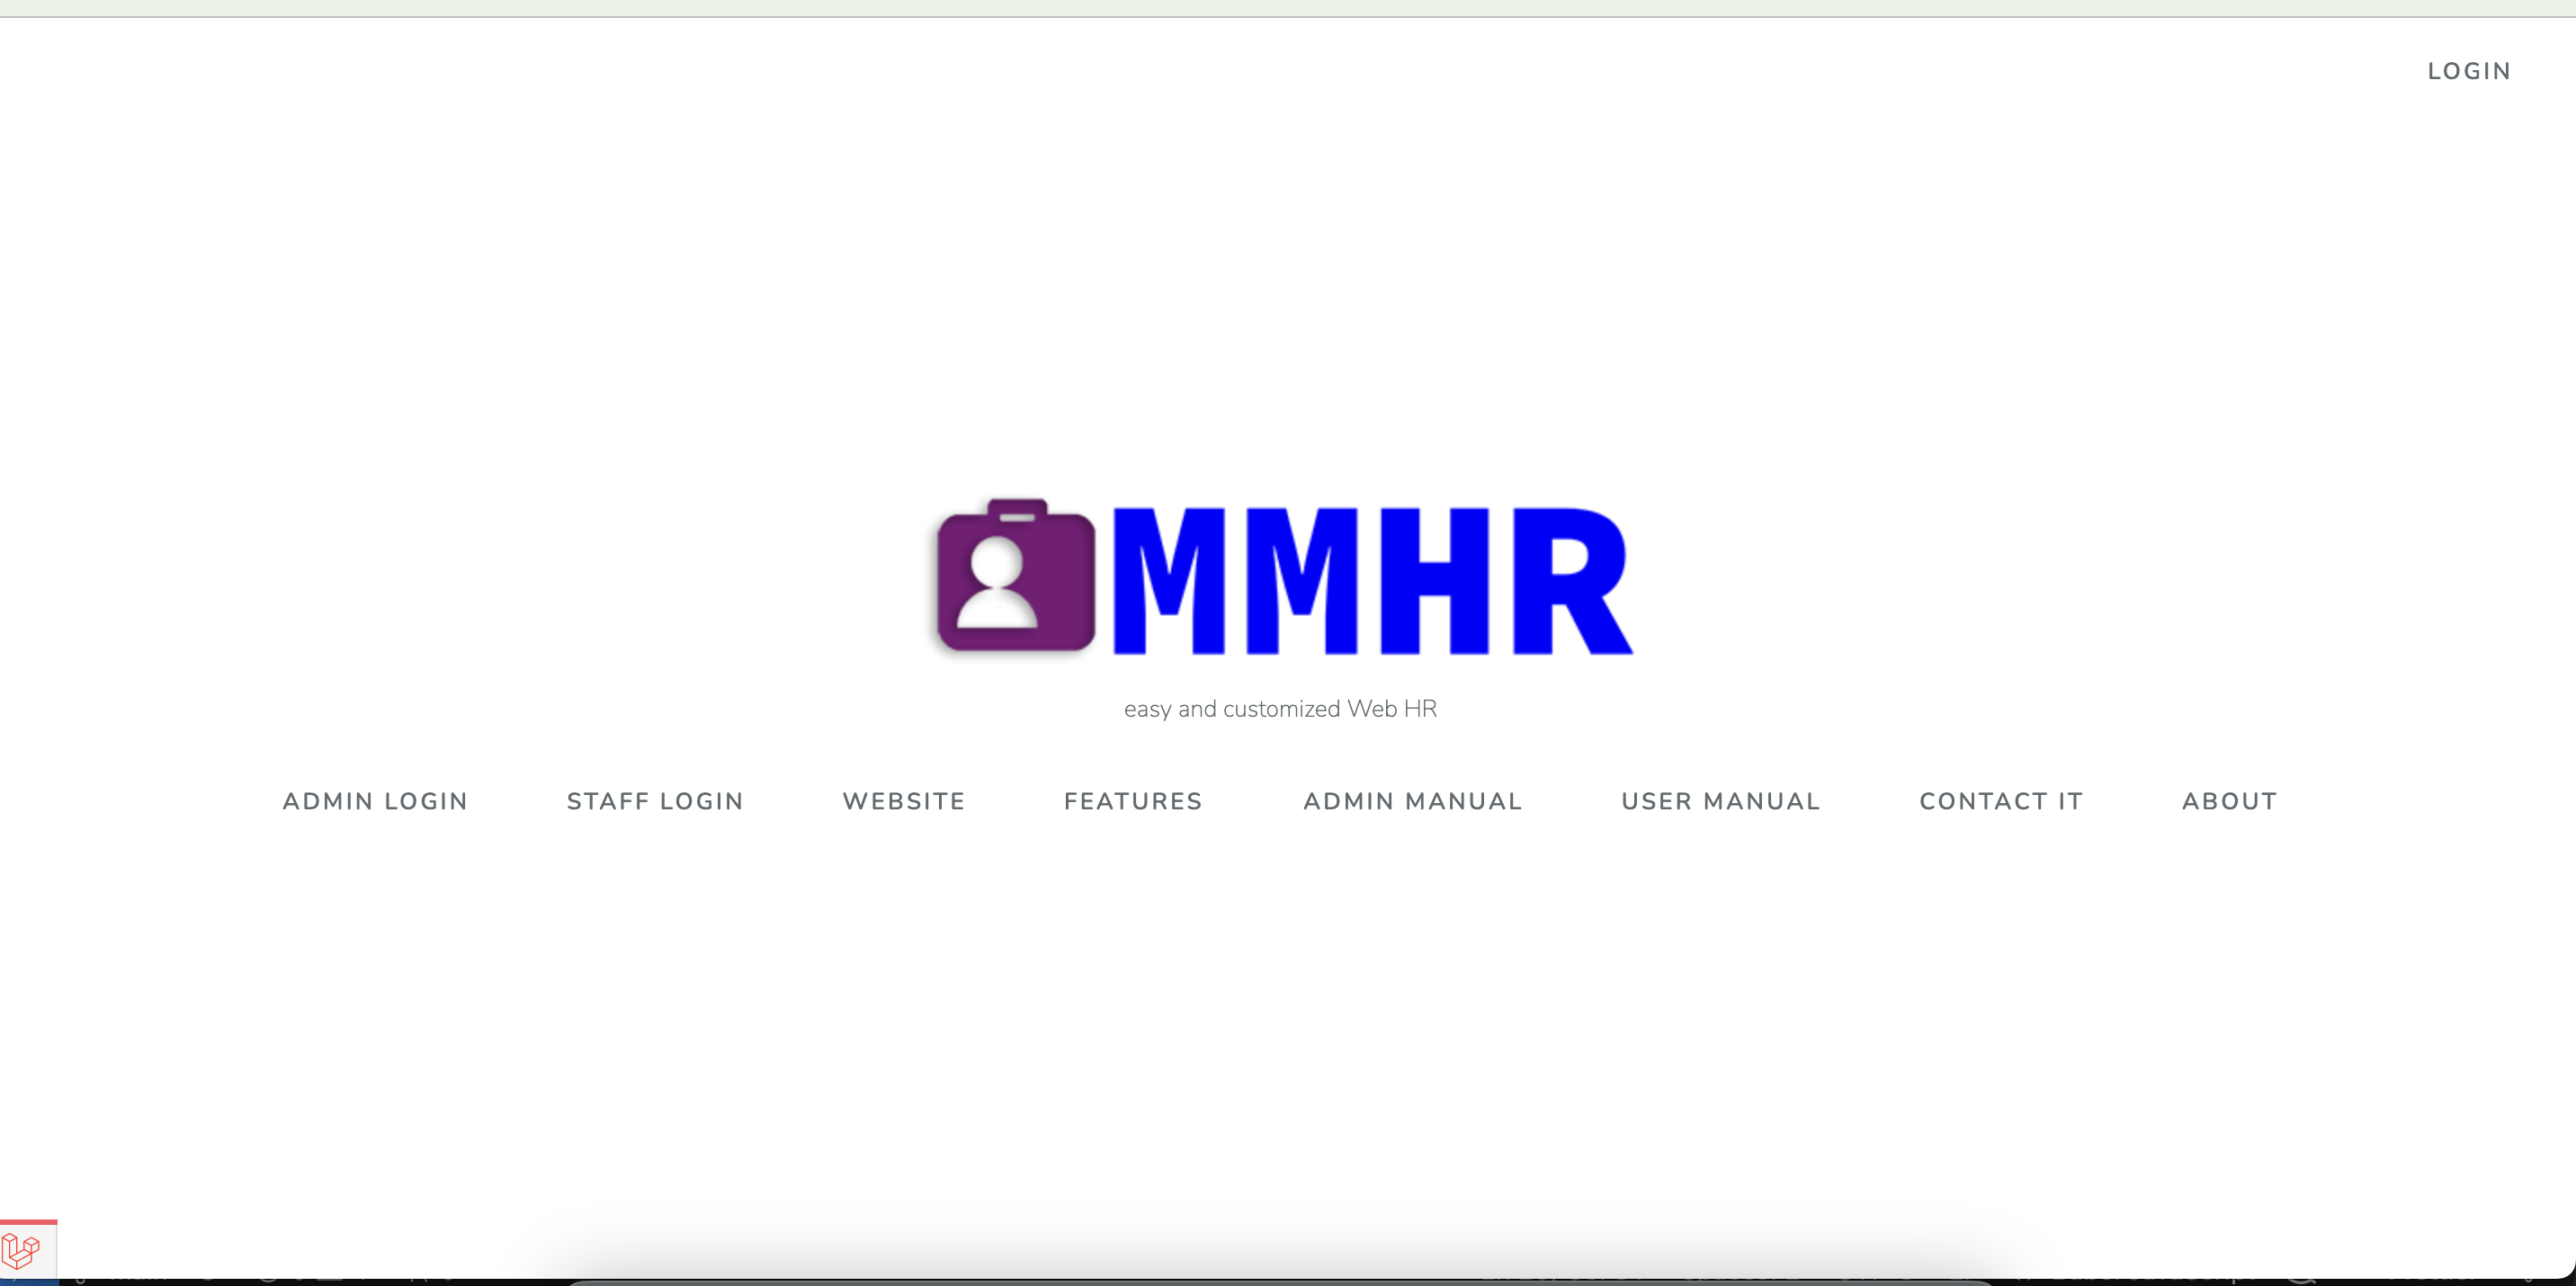 LOGIN
MMHR
easy and customized Web HR
ADMIN LOGIN STAFF LOGIN WEBSITE FEATURES ADMIN MANUAL USER MANUAL CONTACT IT ABOUT